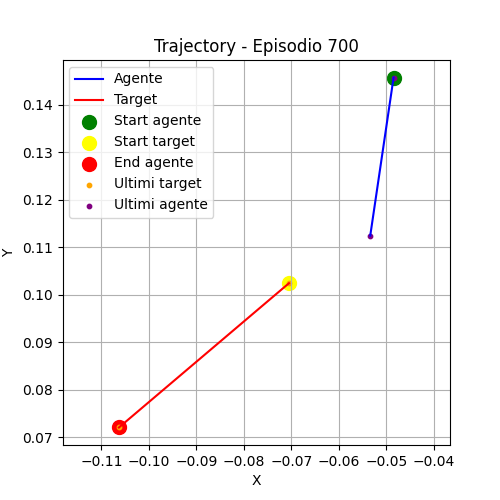 Trajectory - Episodio 700
Agente
Target
Start agente
Start target
End agente
Ultimi target
Ultimi agente
0.14
0.13
0.12
0.11
0.10
0.09
0.08
0.07
Y
−0.11 −0.10 −0.09 −0.08 −0.07 −0.06 −0.05 −0.04
X